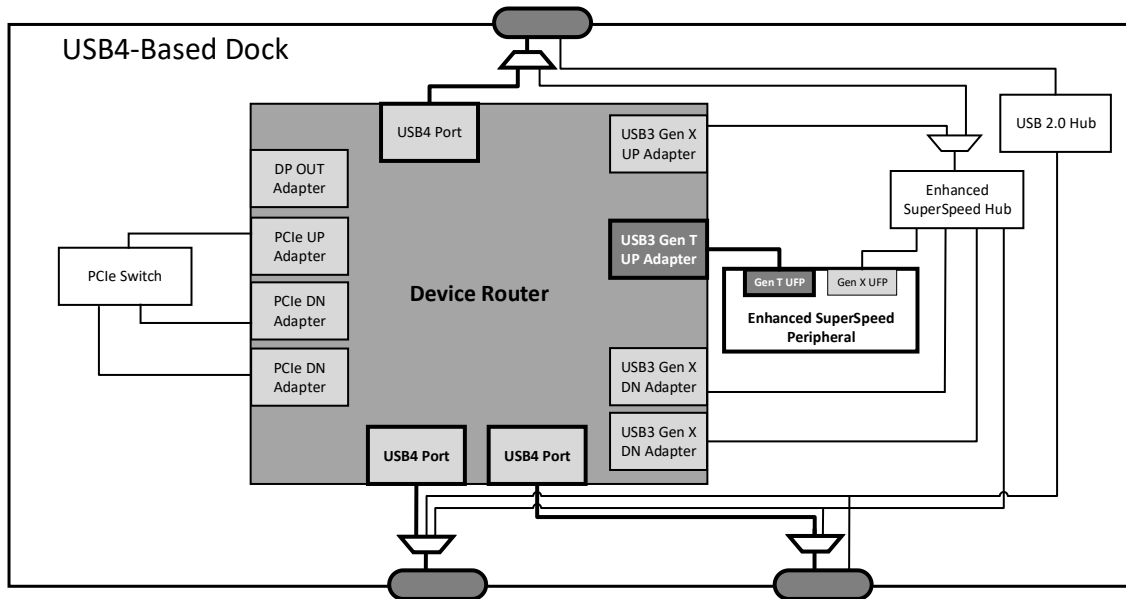 USB4-Based Dock
USB4 Port
USB3 Gen X
UP Adapter
USB 2.0 Hub
DP OUT
Adapter
Enhanced
SuperSpeed Hub
PCIe UP
Adapter
USB3 Gen T
UP Adapter
PCIe Switch
Device Router
Gen T UFP
Gen X UFP
PCIe DN
Adapter
Enhanced SuperSpeed
Peripheral
PCIe DN
Adapter
USB3 Gen X
DN Adapter
USB3 Gen X
DN Adapter
USB4 Port
USB4 Port